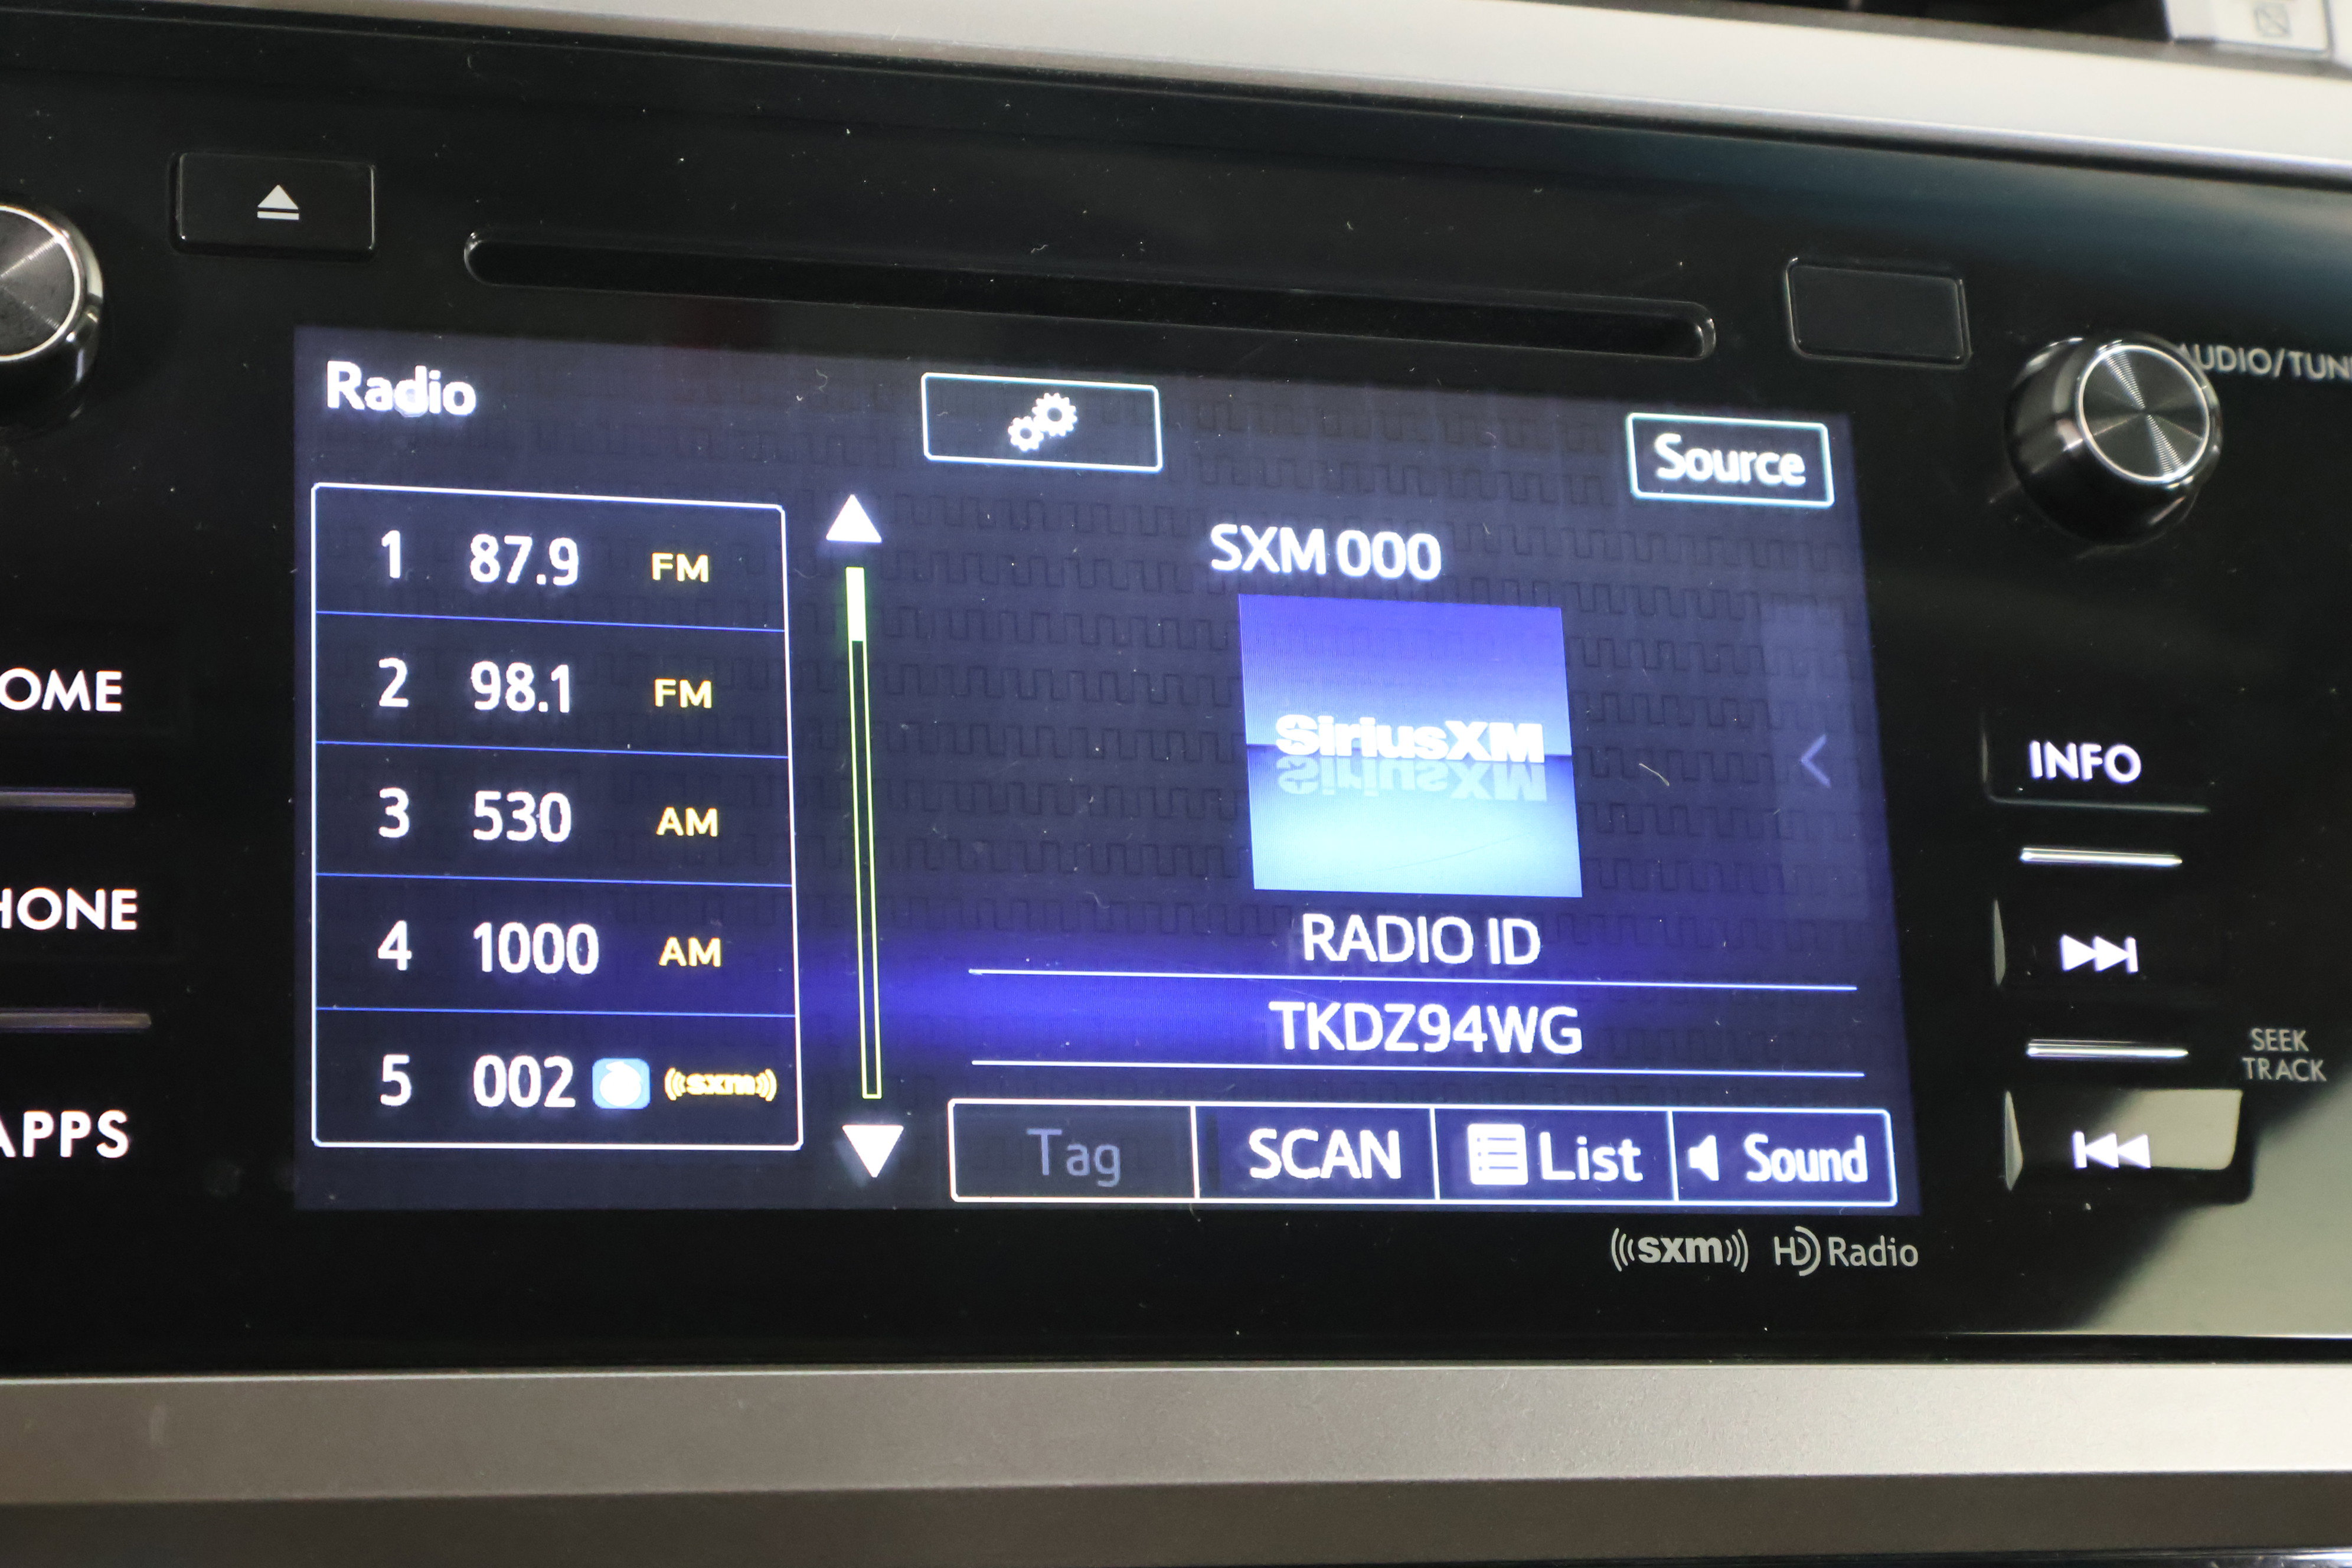 AUDIO/TUN
Radio
Source
1 87.9 FM
2 98.1 FM
3 530 AM
4 1000 AM
5 002 ((sxm))
SXM 000
SiriusXM
RADIO ID
TKDZ94WG
Tag
SCAN
List
Sound
OME
HONE
APPS
INFO
SEEK
TRACK
((sxm)) HD Radio